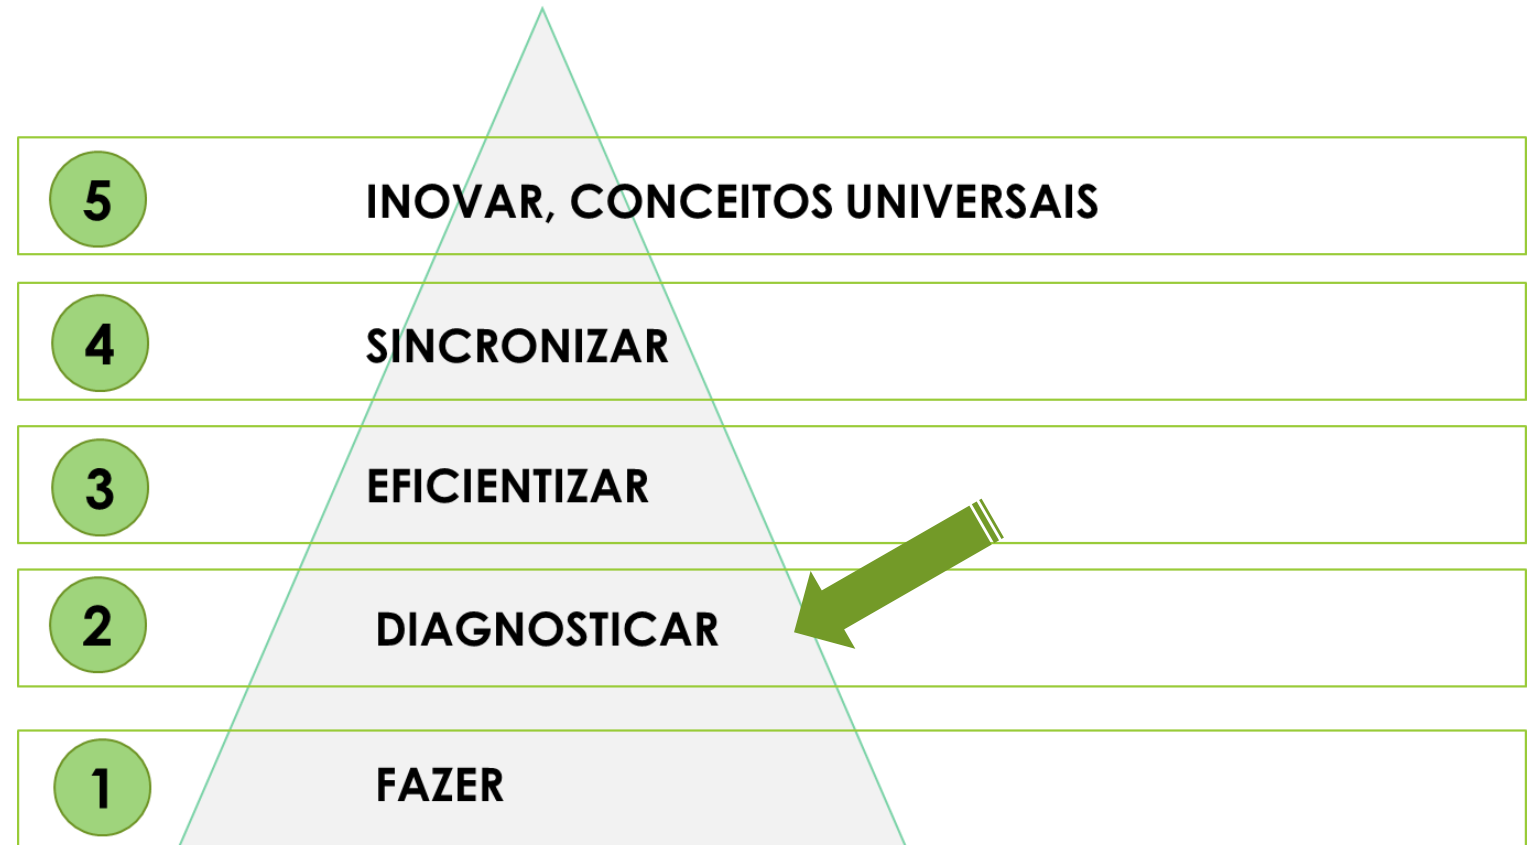 5 INOVAR, CONCEITOS UNIVERSAIS
4 SINCRONIZAR
3 EFICIENTIZAR
2 DIAGNOSTICAR
1 FAZER